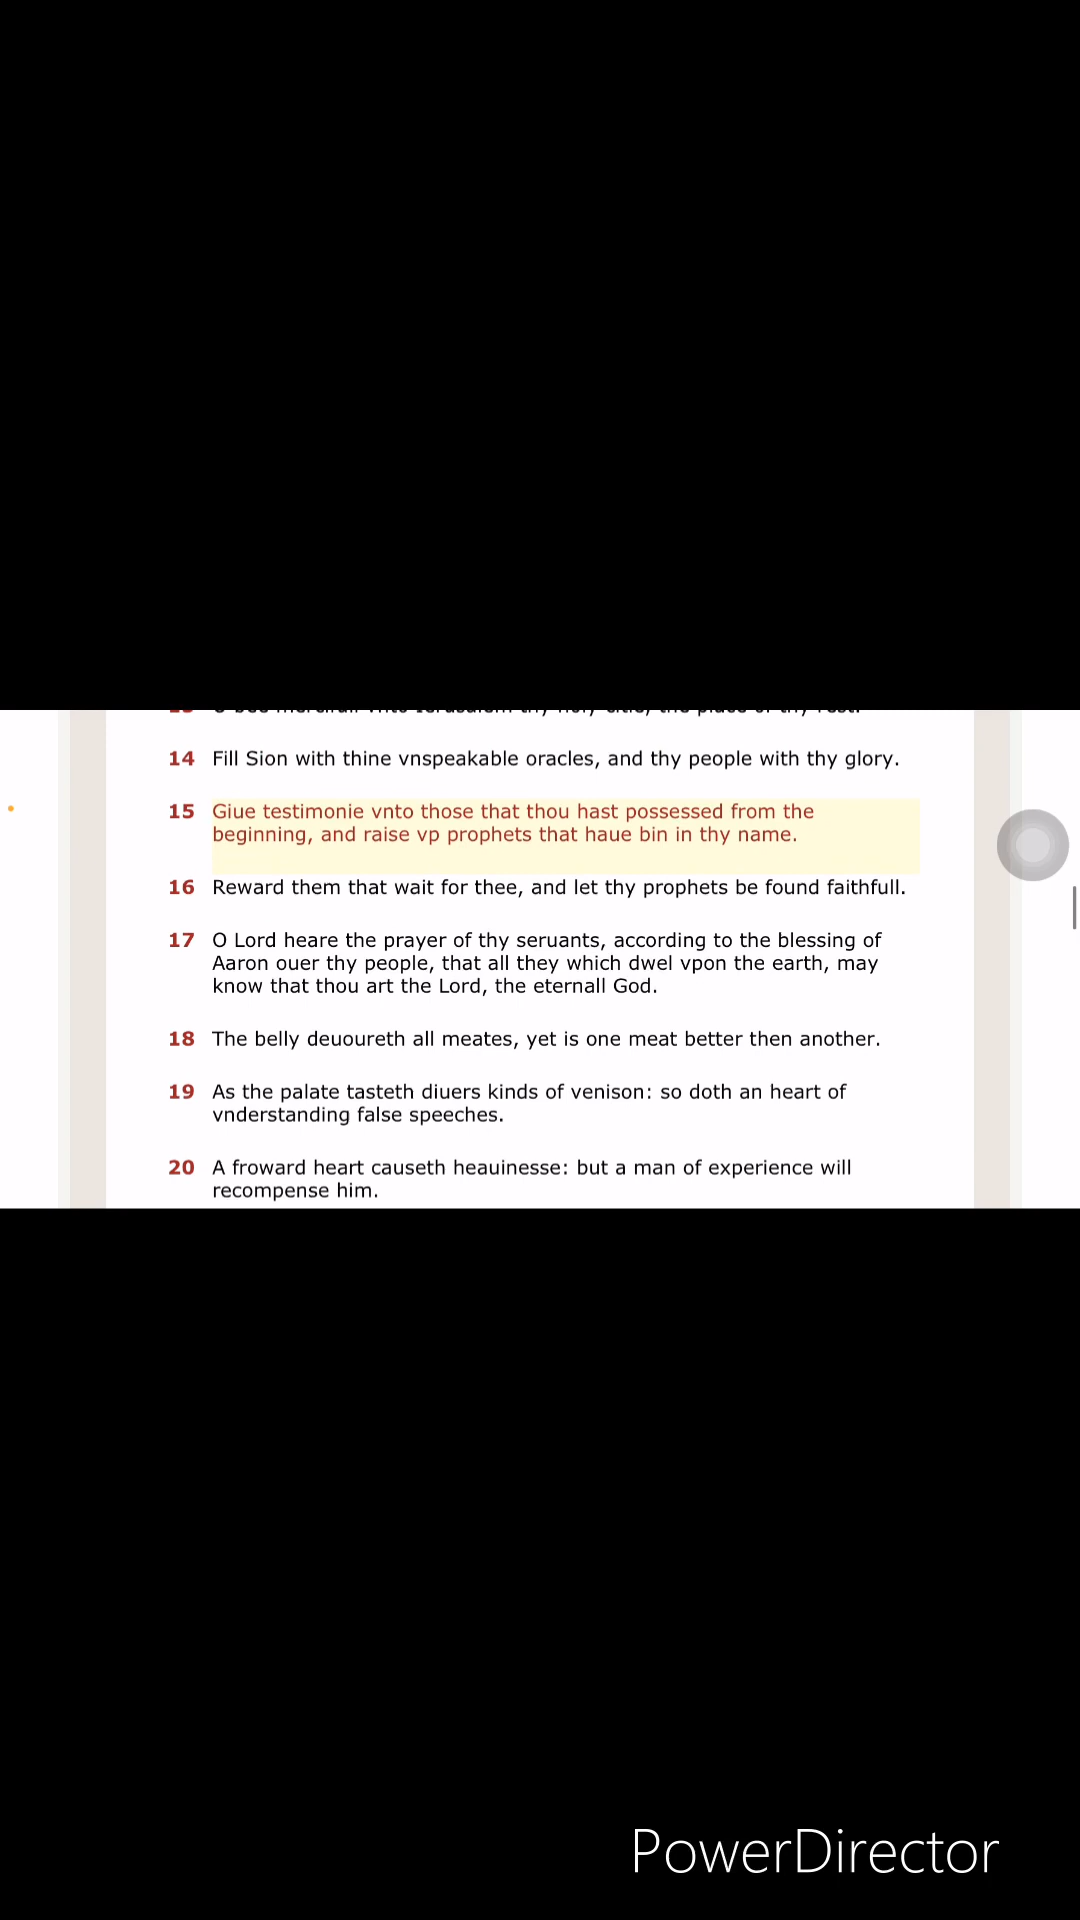 14 Fill Sion with thine vnspeakable oracles, and thy people with thy glory.
15 Giue testimonie vnto those that thou hast possessed from the
beginning, and raise vp prophets that haue bin in thy name.
16 Reward them that wait for thee, and let thy prophets be found faithfull.
17 O Lord heare the prayer of thy seruants, according to the blessing of
Aaron ouer thy people, that all they which dwel vpon the earth, may
know that thou art the Lord, the eternall God.
18 The belly deuoureth all meates, yet is one meat better then another.
19 As the palate tasteth diuers kinds of venison: so doth an heart of
vnderstanding false speeches.
20 A froward heart causeth heauinesse: but a man of experience will
recompense him.
PowerDirector